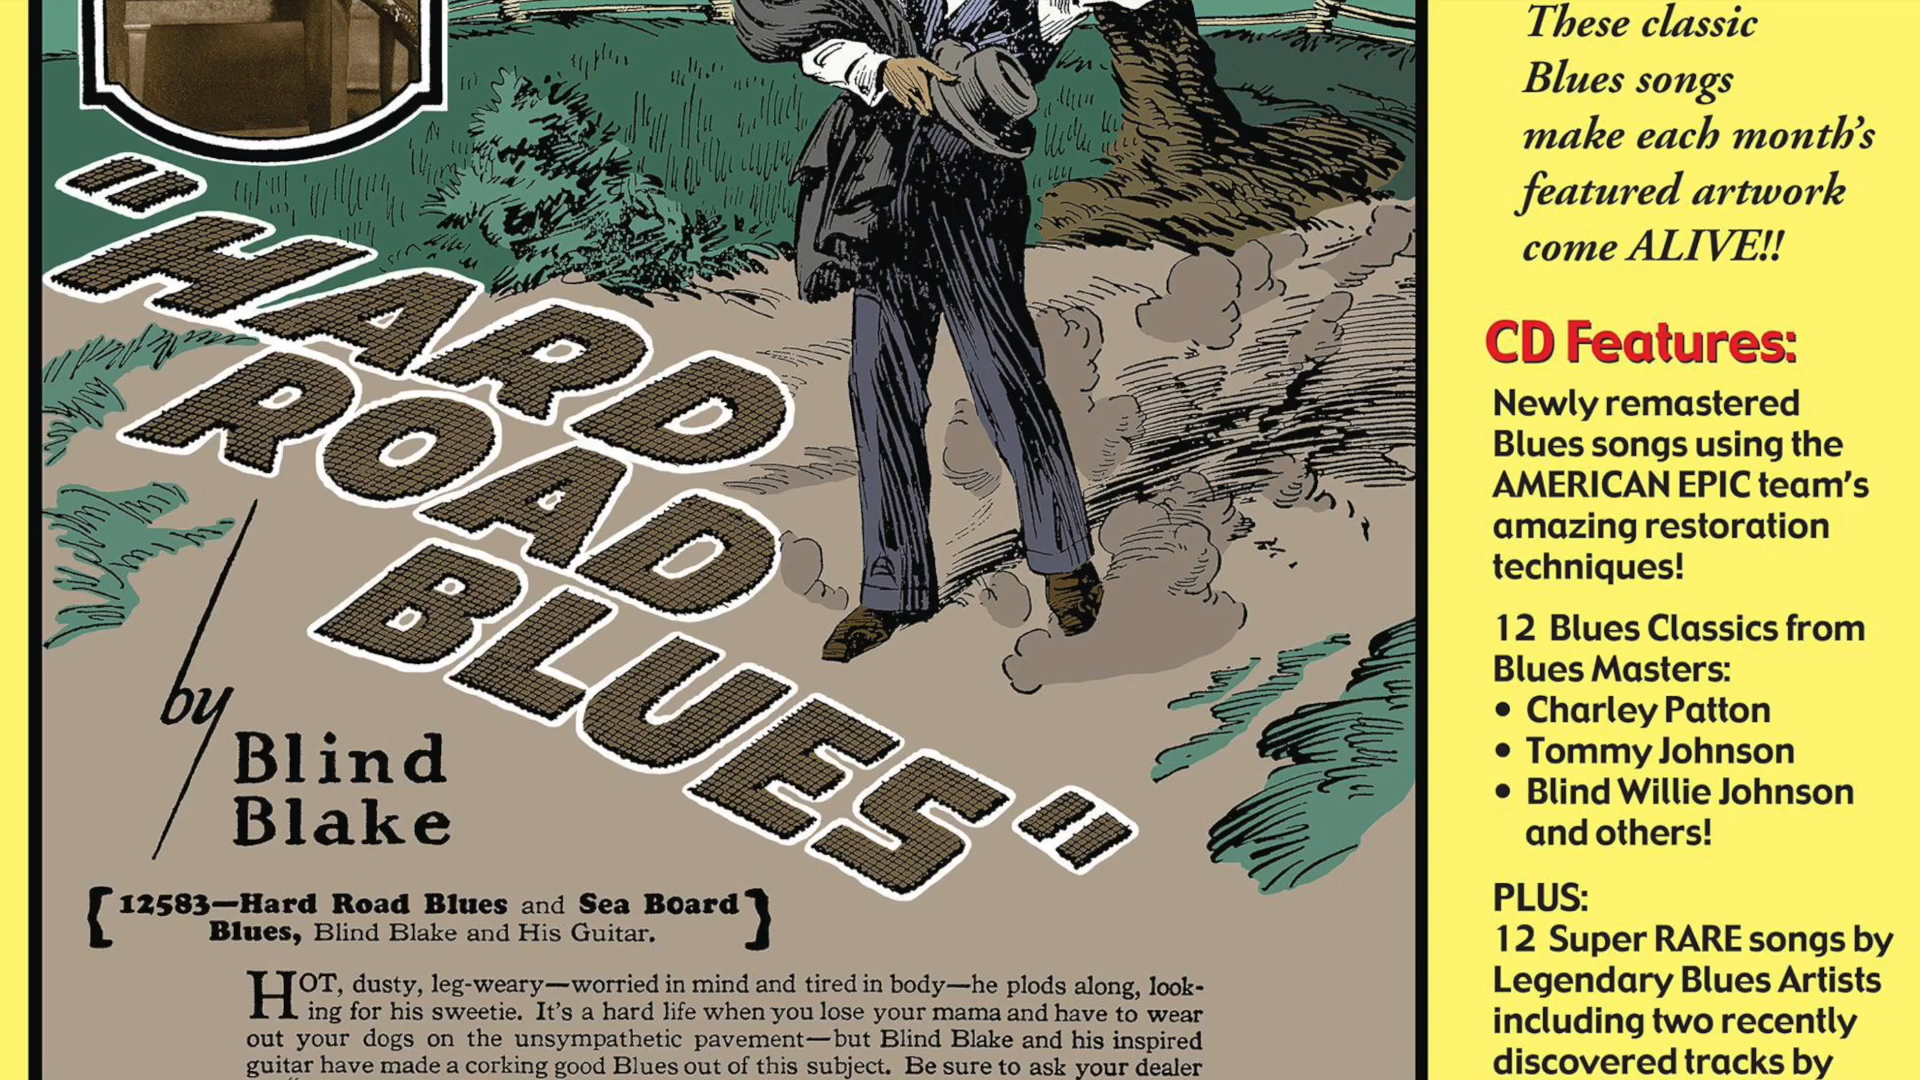 "HARD
ROAD
BLUES"
by
Blind
Blake
[12583—Hard Road Blues and Sea Board
Blues, Blind Blake and His Guitar.]
HOT, dusty, leg-weary—worried in mind and tired in body—he plods along, look-
ing for his sweetie. It's a hard life when you lose your mama and have to wear
out your dogs on the unsympathetic pavement—but Blind Blake and his inspired
guitar have made a corking good Blues out of this subject. Be sure to ask your dealer
These classic
Blues songs
make each month's
featured artwork
come ALIVE!!
CD Features:
Newly remastered
Blues songs using the
AMERICAN EPIC team's
amazing restoration
techniques!
12 Blues Classics from
Blues Masters:
• Charley Patton
• Tommy Johnson
• Blind Willie Johnson
and others!
PLUS:
12 Super RARE songs by
Legendary Blues Artists
including two recently
discovered tracks by